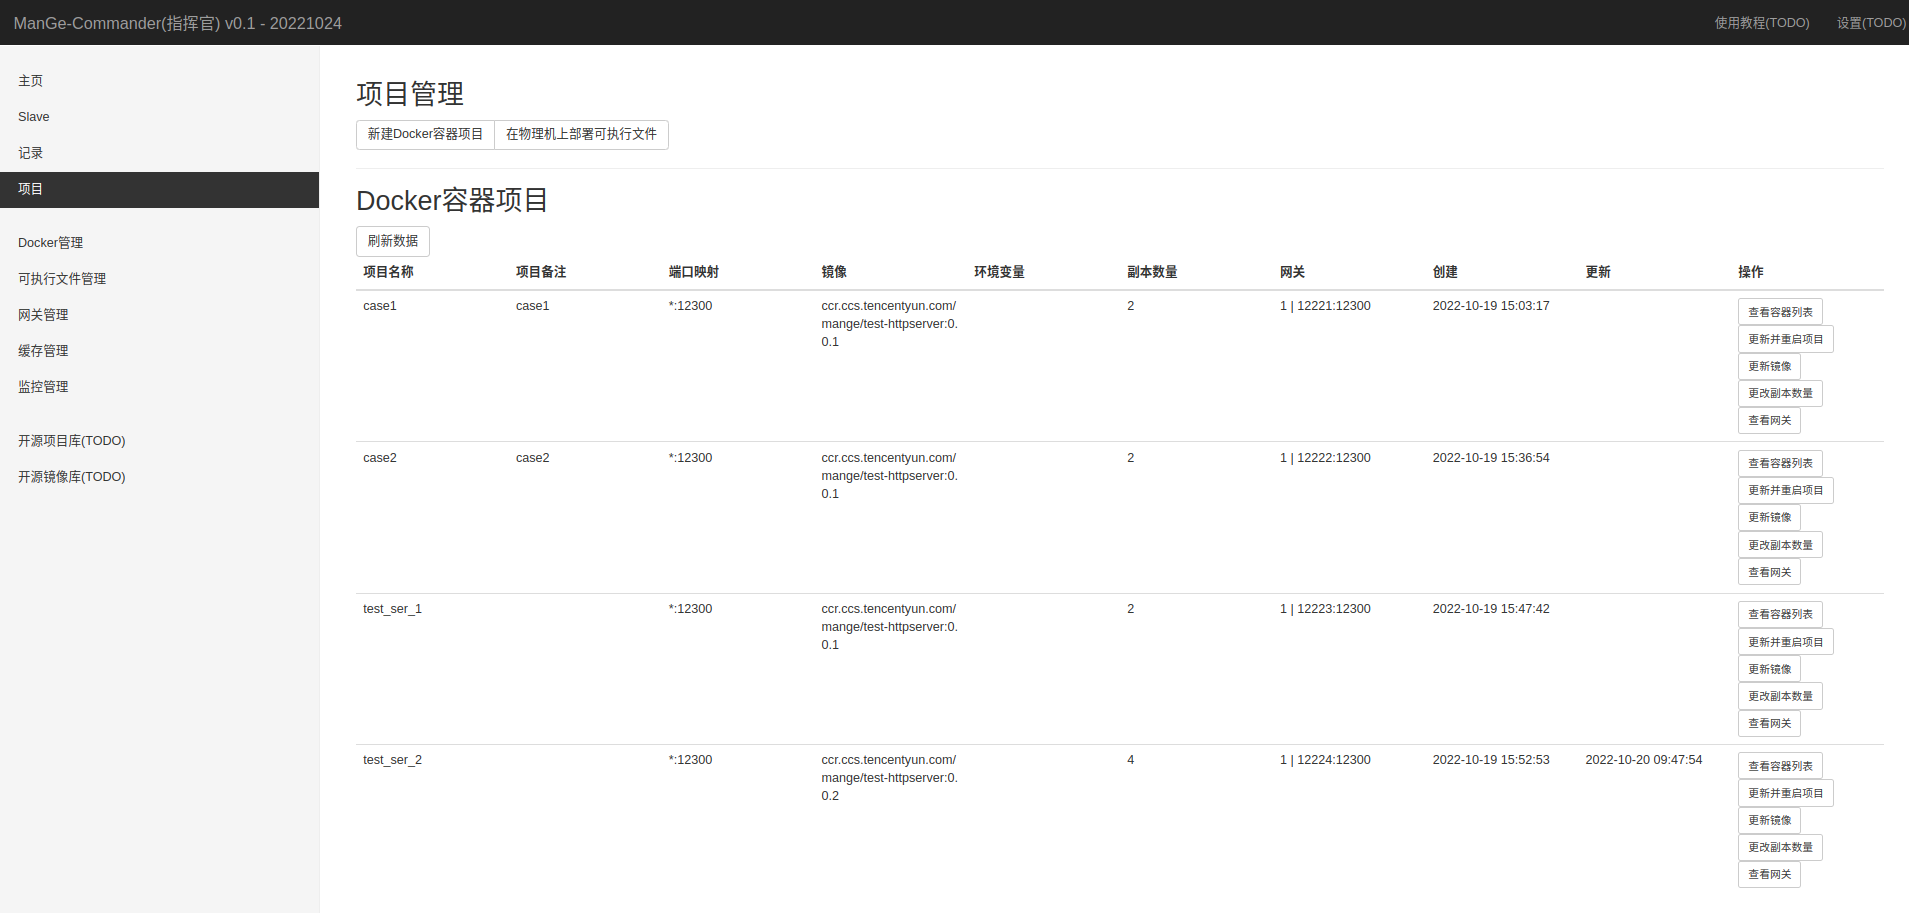 ManGe-Commander(指挥官) v0.1 - 20221024
使用教程(TODO) 设置(TODO)
主页
Slave
记录
项目
Docker管理
可执行文件管理
网关管理
缓存管理
监控管理
开源项目库(TODO)
开源镜像库(TODO)
项目管理
新建Docker容器项目 在物理机上部署可执行文件
Docker容器项目
刷新数据
项目名称 项目备注 端口映射 镜像 环境变量 副本数量 网关 创建 更新 操作
case1 case1 *:12300 ccr.ccs.tencentyun.com/ 2 1 | 12221:12300 2022-10-19 15:03:17 查看容器列表
mange/test-httpserver:0.
0.1
更新并重启项目
更新镜像
更改副本数量
查看网关
case2 case2 *:12300 ccr.ccs.tencentyun.com/ 2 1 | 12222:12300 2022-10-19 15:36:54 查看容器列表
mange/test-httpserver:0.
0.1
更新并重启项目
更新镜像
更改副本数量
查看网关
test_ser_1 *:12300 ccr.ccs.tencentyun.com/ 2 1 | 12223:12300 2022-10-19 15:47:42 查看容器列表
mange/test-httpserver:0.
0.1
更新并重启项目
更新镜像
更改副本数量
查看网关
test_ser_2 *:12300 ccr.ccs.tencentyun.com/ 4 1 | 12224:12300 2022-10-19 15:52:53 2022-10-20 09:47:54 查看容器列表
mange/test-httpserver:0.
0.2
更新并重启项目
更新镜像
更改副本数量
查看网关